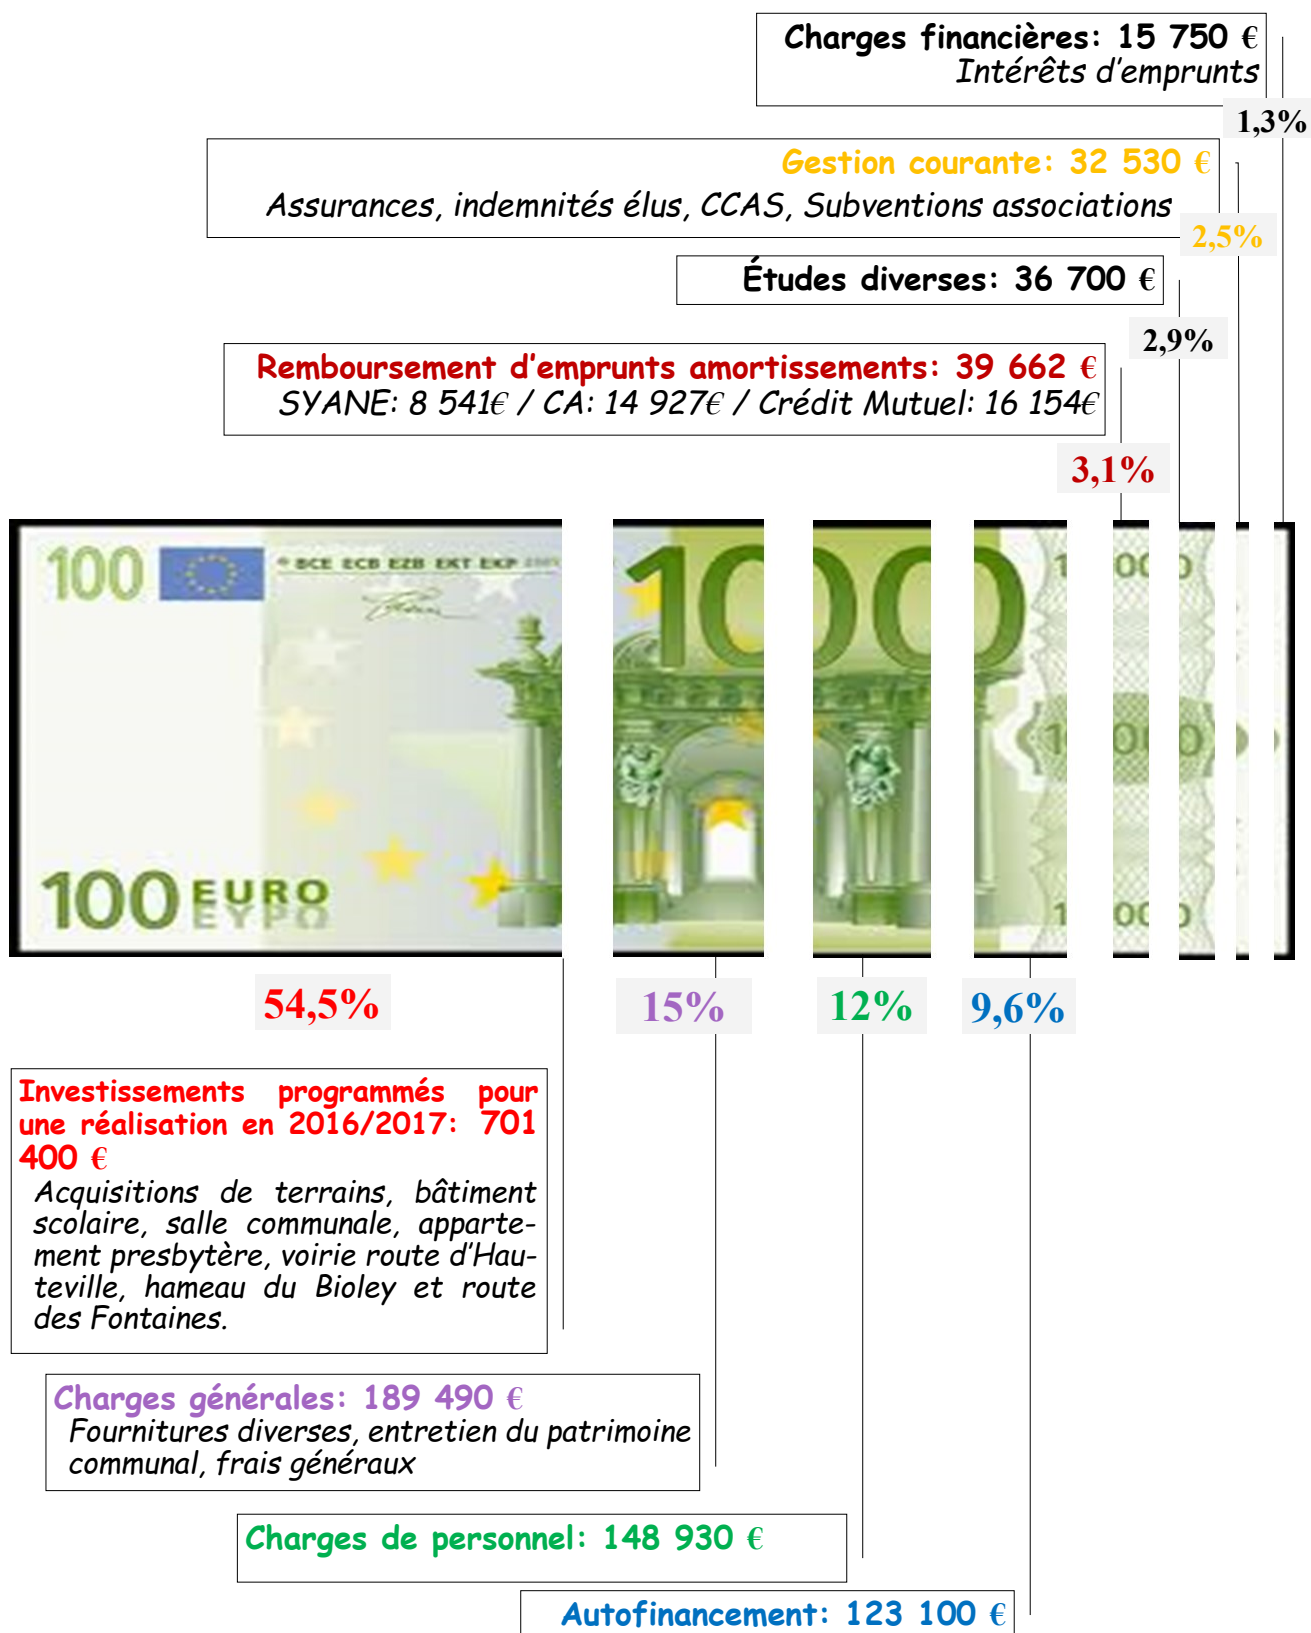 Charges financières: 15 750 €
Intérêts d'emprunts
1,3%
Gestion courante: 32 530 €
Assurances, indemnités élus, CCAS, Subventions associations
2,5%
Études diverses: 36 700 €
2,9%
Remboursement d'emprunts amortissements: 39 662 €
SYANE: 8 541€ / CA: 14 927€ / Crédit Mutuel: 16 154€
3,1%
100
BCE ECB EZB EKT EKP
100
100 EURO
ΕΥΡΩ
54,5%
15%
12%
9,6%
Investissements programmés pour
une réalisation en 2016/2017: 701
400 €
Acquisitions de terrains, bâtiment
scolaire, salle communale, apparte-
ment presbytère, voirie route d'Hau-
teville, hameau du Bioley et route
des Fontaines.
Charges générales: 189 490 €
Fournitures diverses, entretien du patrimoine
communal, frais généraux
Charges de personnel: 148 930 €
Autofinancement: 123 100 €